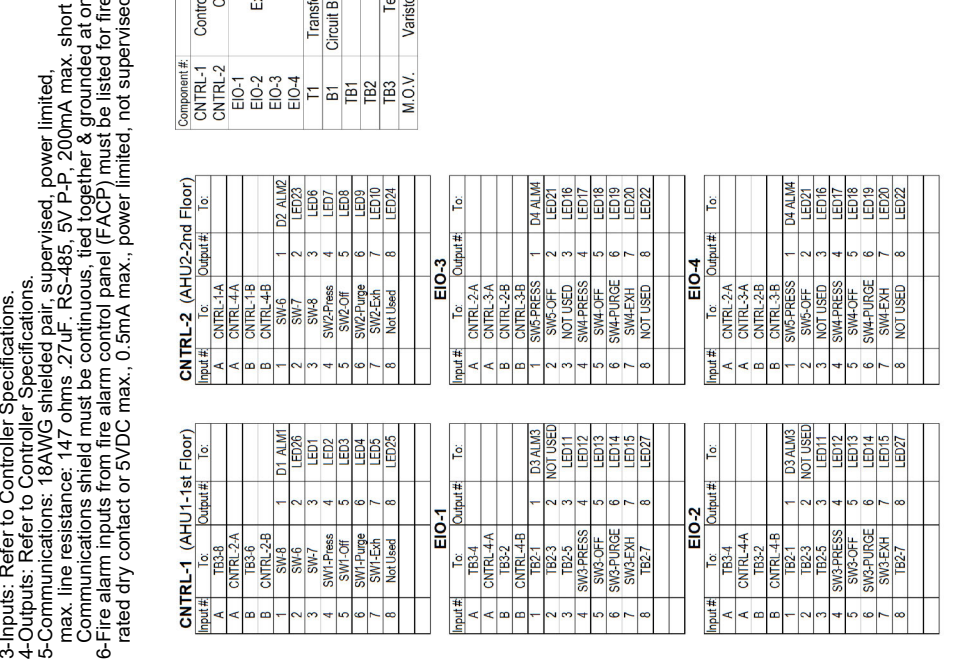 3-Inputs: Refer to Controller Specifications.
4-Outputs: Refer to Controller Specifications.
5-Communications: 18AWG shielded pair, supervised, power limited,
max. line resistance: 147 ohms .27uF. RS-485, 5V P-P, 200mA max. short
Communications shield must be continuous, tied together & grounded at on
6-Fire alarm inputs from fire alarm control panel (FACP) must be listed for fire
rated dry contact or 5VDC max., 0.5mA max., power limited, not supervised
CNTRL-1 (AHU1-1st Floor)
Input #: To: Output #: To:
A TB3-8
A CNTRL-2-A
B TB3-6
B CNTRL-2-B
1 SW-8 1 D1 ALM1
2 SW-6 2 LED26
3 SW-7 3 LED1
4 SW1-Press 4 LED2
5 SW1-Off 5 LED3
6 SW1-Purge 6 LED4
7 SW1-Exh 7 LED5
8 Not Used 8 LED25
CNTRL-2 (AHU2-2nd Floor)
Input #: To: Output #: To:
A CNTRL-1-A
A CNTRL-4-A
B CNTRL-1-B
B CNTRL-4-B
1 SW-6 1 D2 ALM2
2 SW-7 2 LED23
3 SW-8 3 LED6
4 SW2-Press 4 LED7
5 SW2-Off 5 LED8
6 SW2-Purge 6 LED9
7 SW2-Exh 7 LED10
8 Not Used 8 LED24
Component #:
CNTRL-1 Contro
CNTRL-2
EIO-1
EIO-2
EIO-3
EIO-4
T1 Transf
B1 Circuit B
TB1
TB2
TB3 Te
M.O.V. Varist
EIO-1
Input #: To: Output #: To:
A TB3-4
A CNTRL-4-A
B TB3-2
B CNTRL-4-B
1 TB2-1 1 D3 ALM3
2 TB2-3 2 NOT USED
3 TB2-5 3 LED11
4 SW3-PRESS 4 LED12
5 SW3-OFF 5 LED13
6 SW3-PURGE 6 LED14
7 SW3-EXH 7 LED15
8 TB2-7 8 LED27
EIO-3
Input #: To: Output #: To:
A CNTRL-2-A
A CNTRL-3-A
B CNTRL-2-B
B CNTRL-3-B
1 SW5-PRESS 1 D4 ALM4
2 SW5-OFF 2 LED21
3 NOT USED 3 LED16
4 SW4-PRESS 4 LED17
5 SW4-OFF 5 LED18
6 SW4-PURGE 6 LED19
7 SW4-EXH 7 LED20
8 NOT USED 8 LED22
EIO-2
Input #: To: Output #: To:
A TB3-4
A CNTRL-4-A
B TB3-2
B CNTRL-4-B
1 TB2-1 1 D3 ALM3
2 TB2-3 2 NOT USED
3 TB2-5 3 LED11
4 SW3-PRESS 4 LED12
5 SW3-OFF 5 LED13
6 SW3-PURGE 6 LED14
7 SW3-EXH 7 LED15
8 TB2-7 8 LED27
EIO-4
Input #: To: Output #: To:
A CNTRL-2-A
A CNTRL-3-A
B CNTRL-2-B
B CNTRL-3-B
1 SW5-PRESS 1 D4 ALM4
2 SW5-OFF 2 LED21
3 NOT USED 3 LED16
4 SW4-PRESS 4 LED17
5 SW4-OFF 5 LED18
6 SW4-PURGE 6 LED19
7 SW4-EXH 7 LED20
8 NOT USED 8 LED22